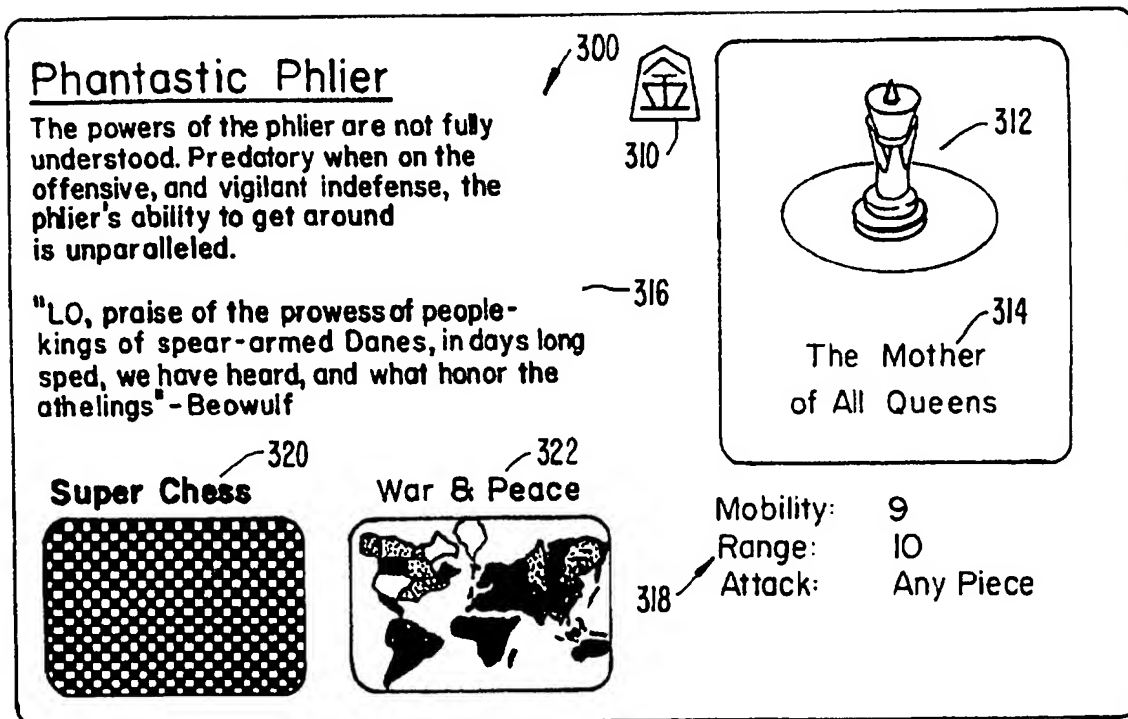 Phantastic Phlier
The powers of the phlier are not fully
understood. Predatory when on the
offensive, and vigilant indefense, the
phlier's ability to get around
is unparalleled.
"LO, praise of the prowess of people-
kings of spear-armed Danes, in days long
sped, we have heard, and what honor the
athelings" - Beowulf
300
310
312
316
314
The Mother
of All Queens
320
Super Chess
322
War & Peace
318
Mobility: 9
Range: 10
Attack: Any Piece